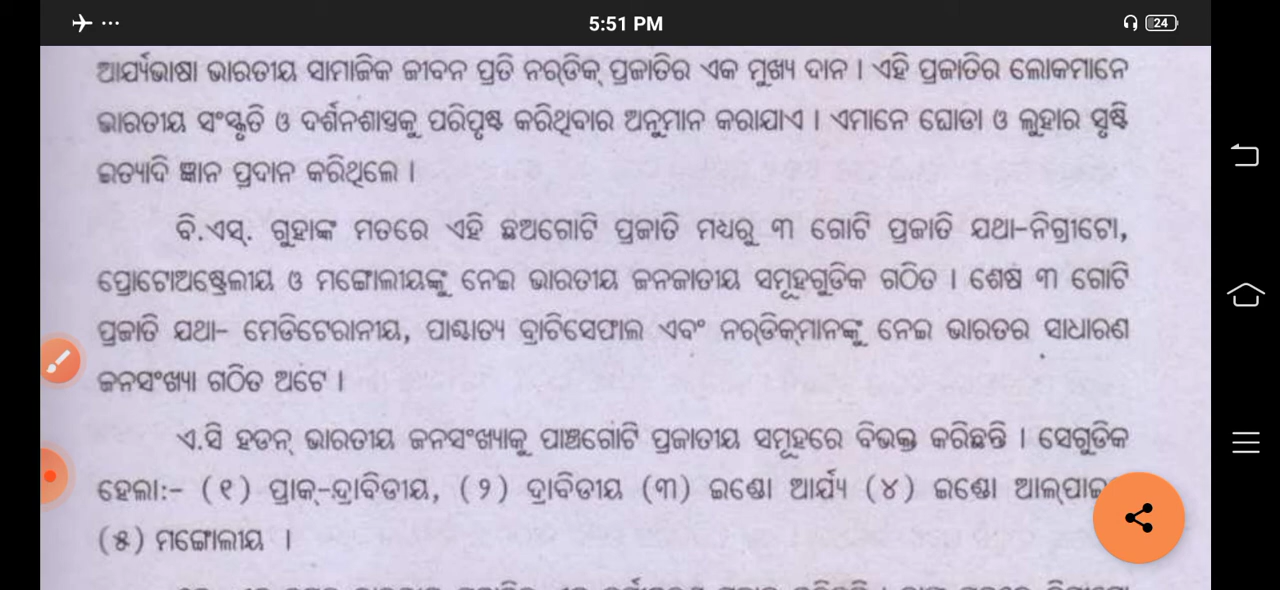 5:51 PM
24
ଆର୍ଯ୍ୟଭାଷା ଭାରତୀୟ ସାମାଜିକ ଜୀବନ ପ୍ରତି ନର୍‌ଡିକ୍ ପ୍ରଜାତିର ଏକ ମୁଖ୍ୟ ଦାନ । ଏହି ପ୍ରଜାତିର ଲୋକମାନେ
ଭାରତୀୟ ସଂସ୍କୃତି ଓ ଦର୍ଶନଶାସ୍ତ୍ରକୁ ପରିପୃଷ୍ଟ କରିଥିବାର ଅନୁମାନ କରାଯାଏ । ଏମାନେ ଘୋଡା ଓ ଲୁହାର ସୃଷ୍ଟି
ଇତ୍ୟାଦି ଜ୍ଞାନ ପ୍ରଦାନ କରିଥିଲେ ।
ବି.ଏସ୍. ଗୁହାଙ୍କ ମତରେ ଏହି ଛଅଗୋଟି ପ୍ରଜାତି ମଧ୍ୟରୁ ୩ ଗୋଟି ପ୍ରଜାତି ଯଥା-ନିଗ୍ରୀଟୋ,
ପ୍ରୋଟୋଅଷ୍ଟ୍ରେଲୀୟ ଓ ମଙ୍ଗୋଲୀୟଙ୍କୁ ନେଇ ଭାରତୀୟ ଜନଜାତୀୟ ସମୂହଗୁଡିକ ଗଠିତ । ଶେଷ ୩ ଗୋଟି
ପ୍ରଜାତି ଯଥା- ମେଡିଟେରାନୀୟ, ପାଶ୍ଚାତ୍ୟ ବ୍ରାଚିସେଫାଲ ଏବଂ ନର୍‌ଡିକ୍‌ମାନଙ୍କୁ ନେଇ ଭାରତର ସାଧାରଣ
ଜନସଂଖ୍ୟା ଗଠିତ ଅଟେ ।
ଏ.ସି ହଡନ୍ ଭାରତୀୟ ଜନସଂଖ୍ୟାକୁ ପାଞ୍ଚଗୋଟି ପ୍ରଜାତୀୟ ସମୂହରେ ବିଭକ୍ତ କରିଛନ୍ତି । ସେଗୁଡିକ
ହେଲା:- (୧) ପ୍ରାକ୍-ଦ୍ରାବିଡୀୟ, (୨) ଦ୍ରାବିଡୀୟ (୩) ଇଣ୍ଡୋ ଆର୍ଯ୍ୟ (୪) ଇଣ୍ଡୋ
(୫) ମଙ୍ଗୋଲୀୟ ।